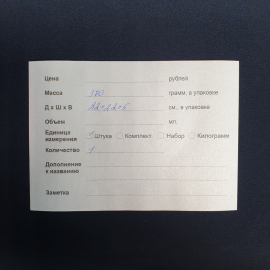 Цена рублей
Масса грамм, в упаковке
Д х Ш х В см., в упаковке
Объем мл.
Единица измерения Штука Комплект Набор Килограмм
Количество 1
Дополнение к названию
Заметка